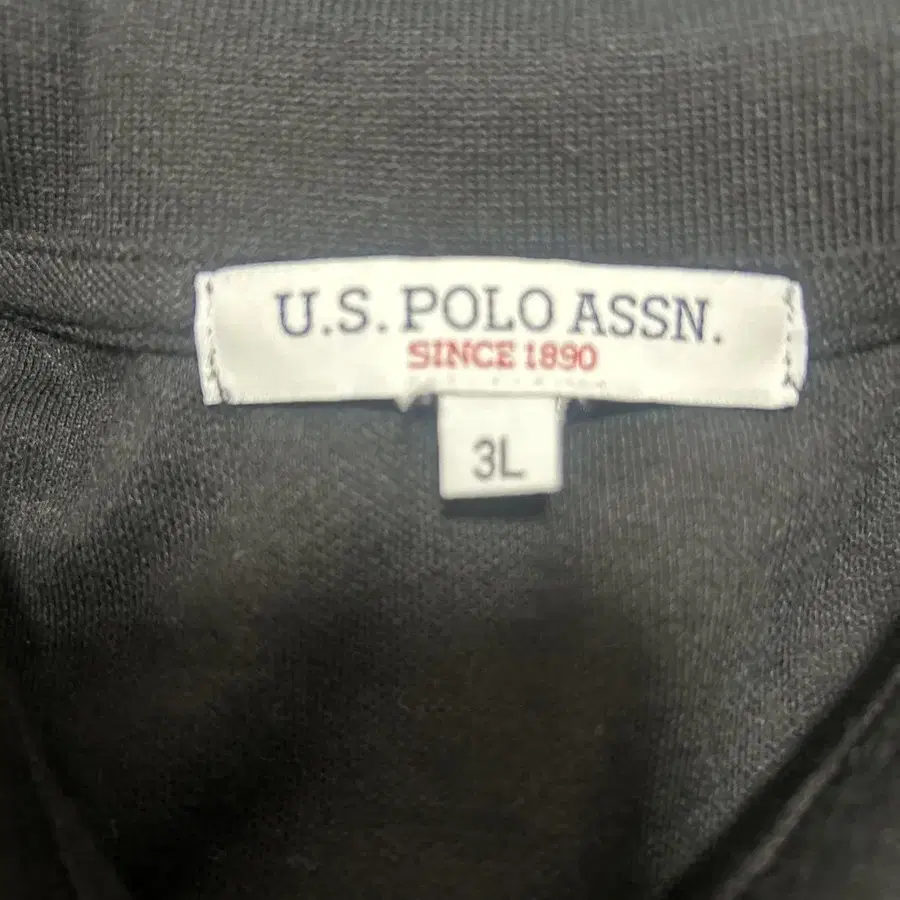 U.S. POLO ASSN.
SINCE 1890
3L